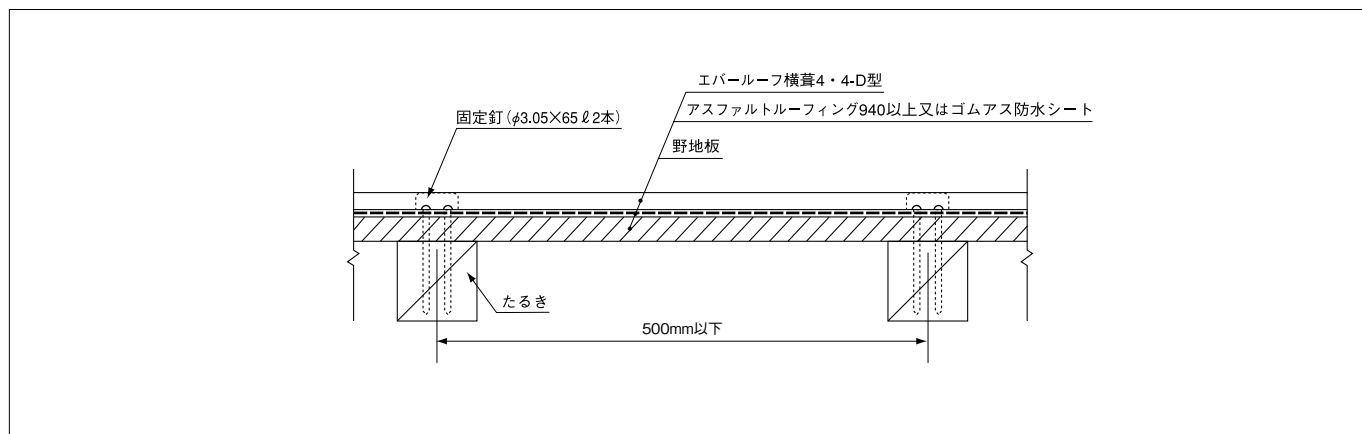 エバールーフ横葺4・4-D型
アスファルトルーフィング940以上又はゴムアス防水シート
固定釘(φ3.05×65ℓ2本)
野地板
たるき
500mm以下